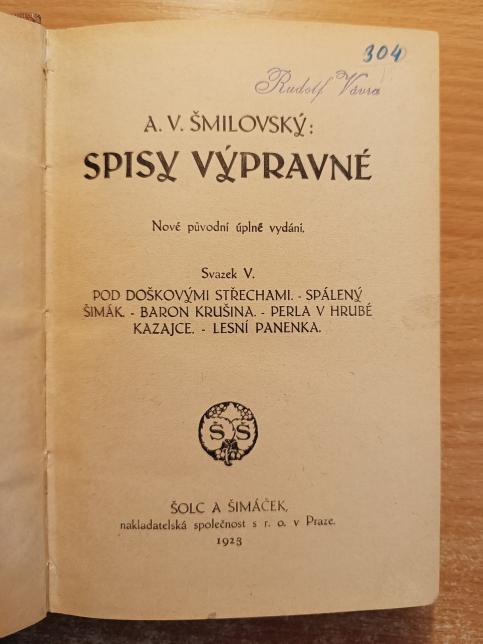 304
Rudolf Vávra
A. V. ŠMILOVSKÝ:
SPISY VÝPRAVNÉ
Nové původní úplné vydání.
Svazek V.
POD DOŠKOVÝMI STŘECHAMI. - SPÁLENÝ
ŠIMÁK. - BARON KRUŠINA. - PERLA V HRUBÉ
KAZAJCE. - LESNÍ PANENKA.
Š Š
ŠOLC A ŠIMÁČEK,
nakladatelská společnost s r. o. v Praze.
1923